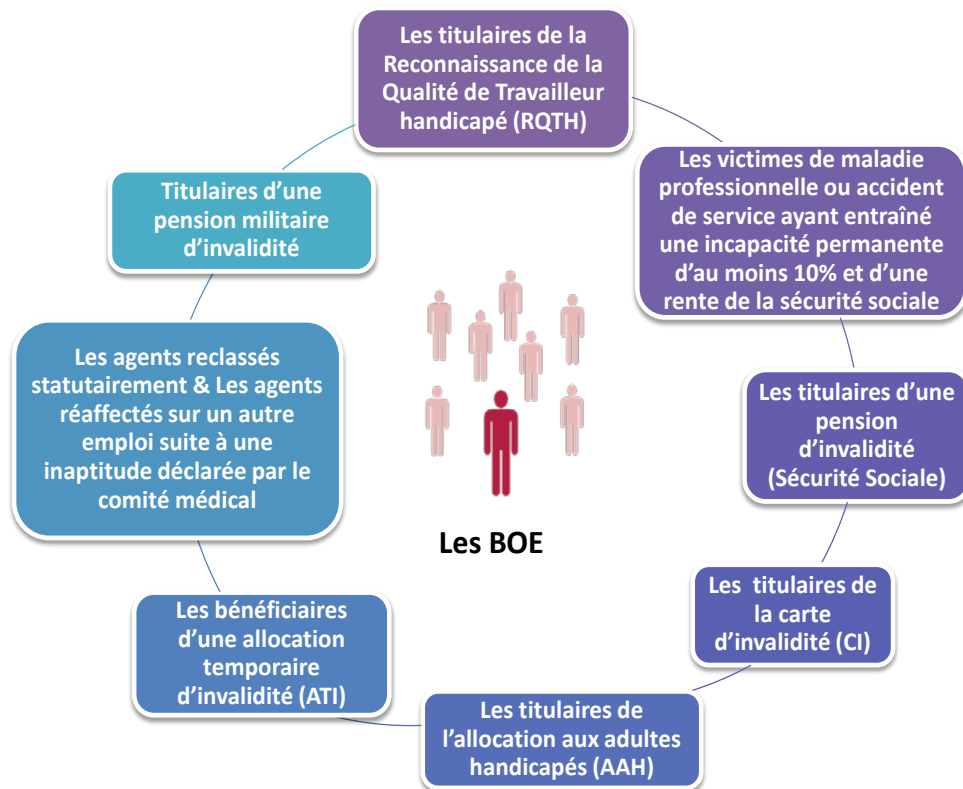 Les titulaires de la
Reconnaissance de la
Qualité de Travailleur
handicapé (RQTH)
Les victimes de maladie
professionnelle ou accident
de service ayant entraîné
une incapacité permanente
d'au moins 10% et d'une
rente de la sécurité sociale
Les titulaires d'une
pension
d'invalidité
(Sécurité Sociale)
Les titulaires de
la carte
d'invalidité (CI)
Les titulaires de
l'allocation aux adultes
handicapés (AAH)
Les bénéficiaires
d'une allocation
temporaire
d'invalidité (ATI)
Les agents reclassés
statutairement & Les agents
réaffectés sur un autre
emploi suite à une
inaptitude déclarée par le
comité médical
Titulaires d'une
pension militaire
d'invalidité
Les BOE